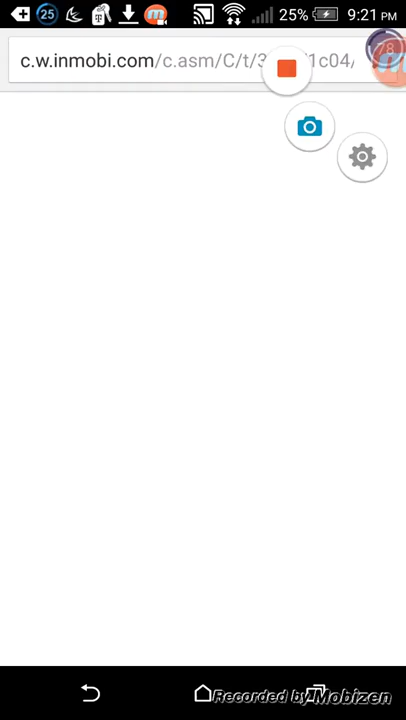 25 25% 9:21 PM
c.w.inmobi.com/c.asm/C/t/3 1c04/
78
Recorded by Mobizen